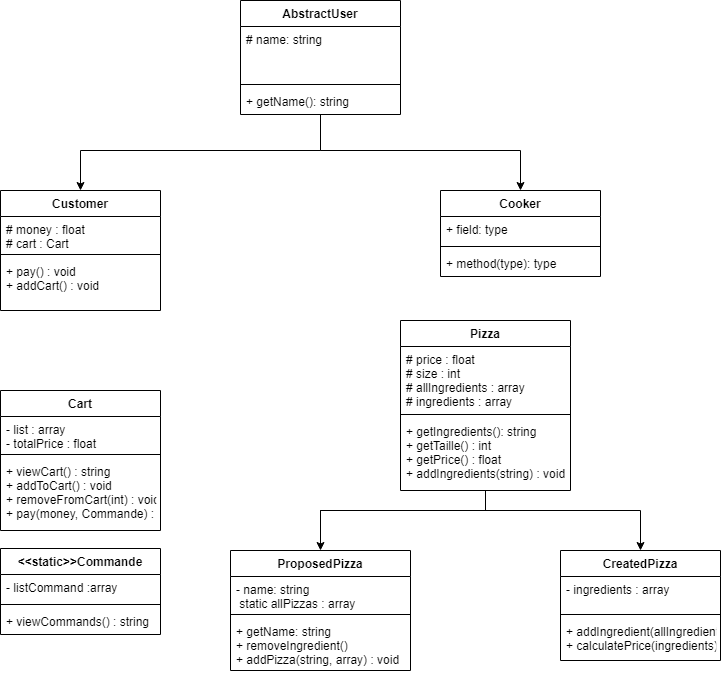 AbstractUser
# name: string
+ getName(): string
Customer
# money : float
# cart : Cart
+ pay() : void
+ addCart() : void
Cooker
+ field: type
+ method(type): type
Pizza
# price : float
# size : int
# allIngredients : array
# ingredients : array
+ getIngredients(): string
+ getTaille() : int
+ getPrice() : float
+ addIngredients(string) : void
Cart
- list : array
- totalPrice : float
+ viewCart() : string
+ addToCart() : void
+ removeFromCart(int) : voi
+ pay(money, Commande) :
<<static>>Commande
- listCommand :array
+ viewCommands() : string
ProposedPizza
- name: string
static allPizzas : array
+ getName: string
+ removeIngredient()
+ addPizza(string, array) : void
CreatedPizza
- ingredients : array
+ addIngredient(allIngredien
+ calculatePrice(ingredients)